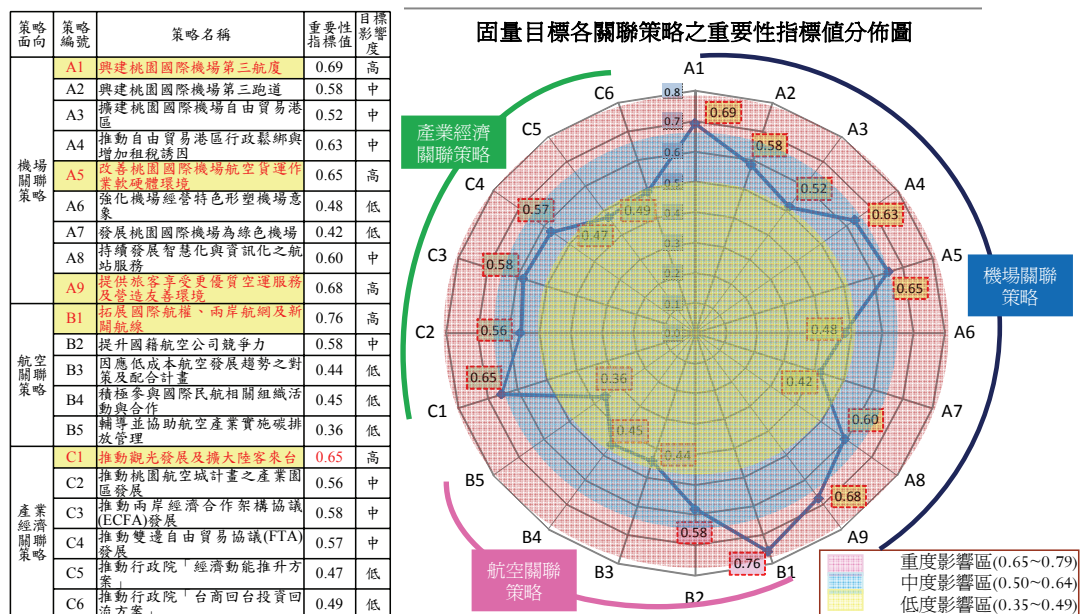 策略
面向
策略
編號
策略名稱
重要性
指標值
目標
影響
度
機場
關聯
策略
A1 興建桃園國際機場第三航廈 0.69 高
A2 興建桃園國際機場第三跑道 0.58 中
A3 擴建桃園國際機場自由貿易港
區 0.52 中
A4 推動自由貿易港區行政鬆綁與
增加租稅誘因 0.63 中
A5 改善桃園國際機場航空貨運作
業軟硬體環境 0.65 高
A6 強化機場經營特色形塑機場意
象 0.48 低
A7 發展桃園國際機場為綠色機場 0.42 低
A8 持續發展智慧化與資訊化之航
站服務 0.60 中
A9 提供旅客享受更優質空運服務
及營造友善環境 0.68 高
航空
關聯
策略
B1 拓展國際航權、兩岸航網及新
闢航線 0.76 高
B2 提升國籍航空公司競爭力 0.58 中
B3 因應低成本航空發展趨勢之對
策及配合計畫 0.44 低
B4 積極參與國際民航相關組織活
動與合作 0.45 低
B5 輔導並協助航空產業實施碳排
放管理 0.36 低
產業
經濟
關聯
策略
C1 推動觀光發展及擴大陸客來台 0.65 高
C2 推動桃園航空城計畫之產業園
區發展 0.56 中
C3 推動兩岸經濟合作架構協議
(ECFA)發展 0.58 中
C4 推動雙邊自由貿易協議(FTA)
發展 0.57 中
C5 推動行政院「經濟動能推升方
案」 0.47 低
C6 推動行政院「台商回台投資回
流方案」 0.49 低
固量目標各關聯策略之重要性指標值分佈圖
A1
A2
A3
A4
A5
A6
A7
A8
A9
B1
B2
B3
B4
B5
C1
C2
C3
C4
C5
C6
0.8
0.7
0.6
0.5
0.4
0.3
0.2
0.1
0.0
0.69
0.58
0.52
0.63
0.65
0.48
0.42
0.60
0.68
0.76
0.58
0.44
0.45
0.36
0.65
0.56
0.58
0.57
0.47
0.49
產業經濟
關聯策略
機場關聯
策略
航空關聯
策略
重度影響區(0.65~0.79)
中度影響區(0.50~0.64)
低度影響區(0.35~0.49)